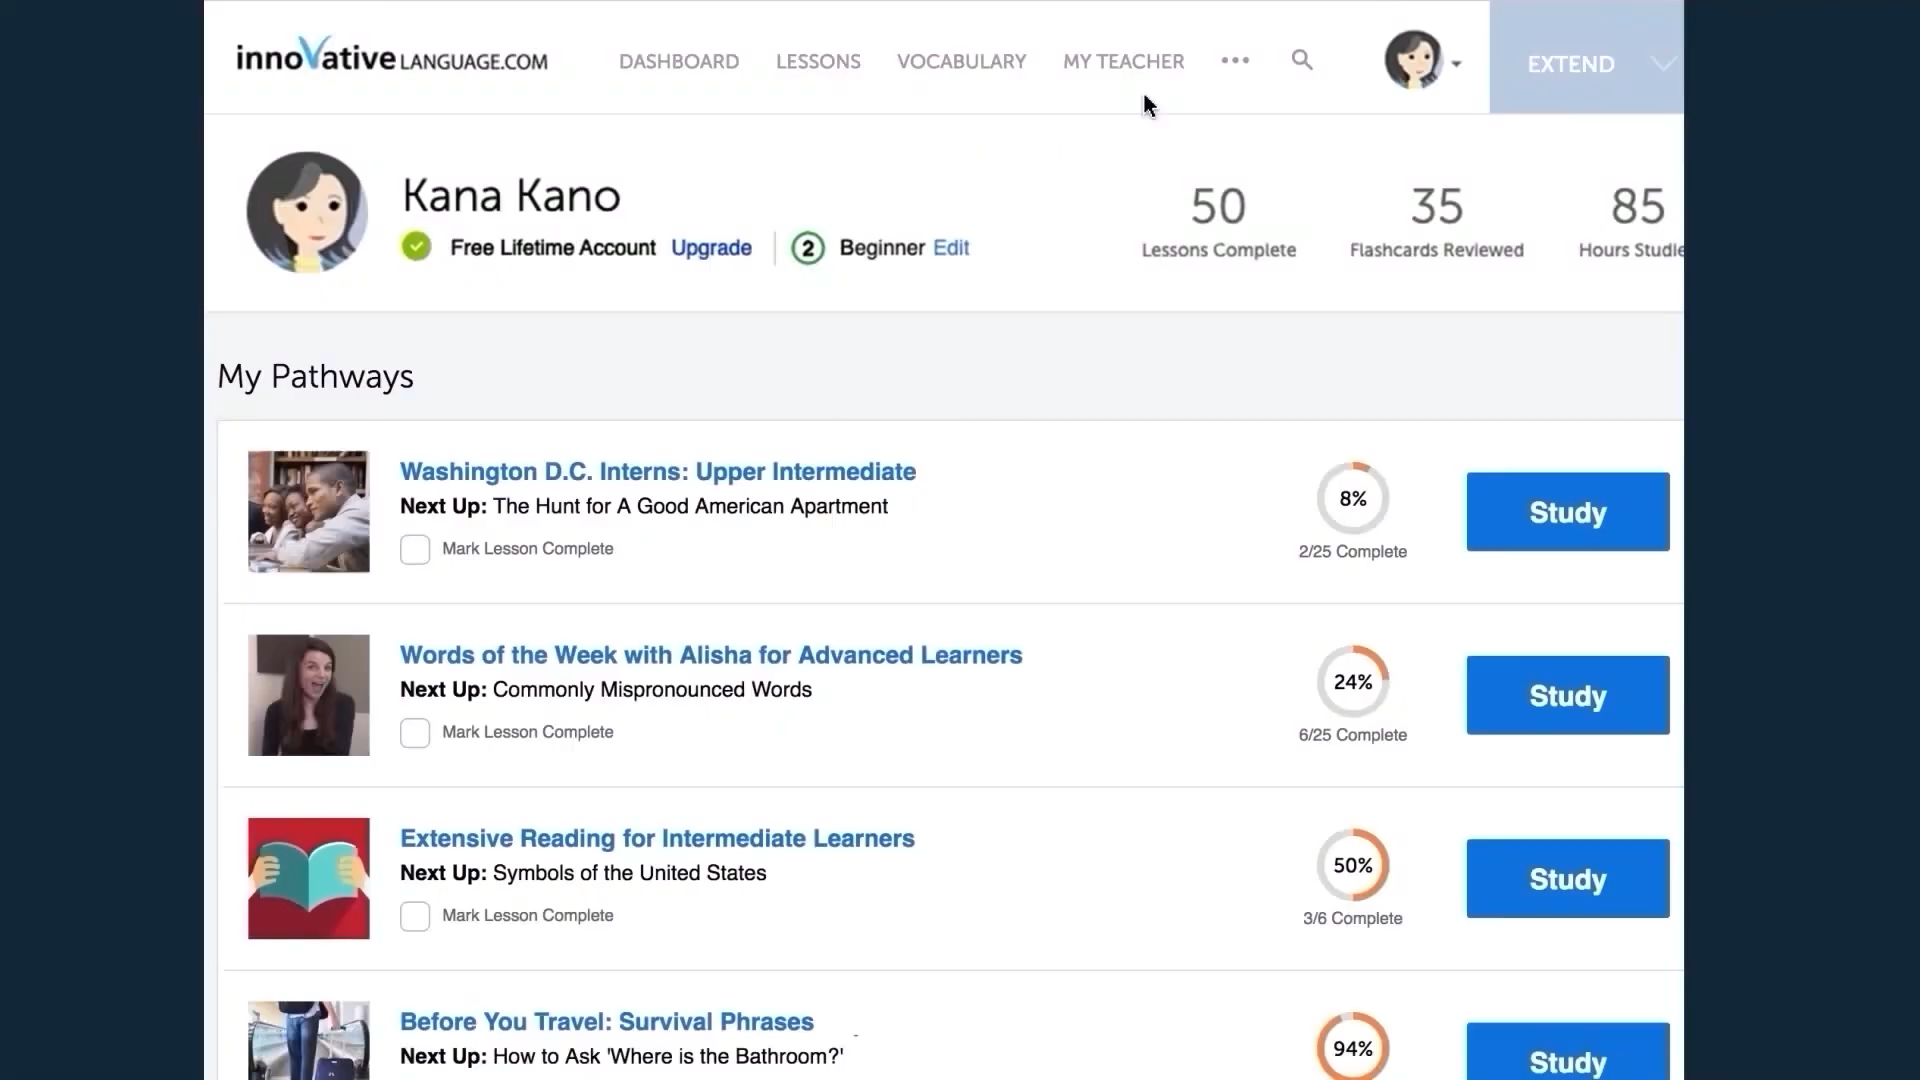 innovative LANGUAGE.COM
DASHBOARD LESSONS VOCABULARY MY TEACHER ••• EXTEND
Kana Kano
Free Lifetime Account Upgrade 2 Beginner Edit
50 35 85
Lessons Complete Flashcards Reviewed Hours Studie
My Pathways
Washington D.C. Interns: Upper Intermediate
Next Up: The Hunt for A Good American Apartment
Mark Lesson Complete
8%
2/25 Complete
Study
Words of the Week with Alisha for Advanced Learners
Next Up: Commonly Mispronounced Words
Mark Lesson Complete
24%
6/25 Complete
Study
Extensive Reading for Intermediate Learners
Next Up: Symbols of the United States
Mark Lesson Complete
50%
3/6 Complete
Study
Before You Travel: Survival Phrases
Next Up: How to Ask 'Where is the Bathroom?'
94%
Study